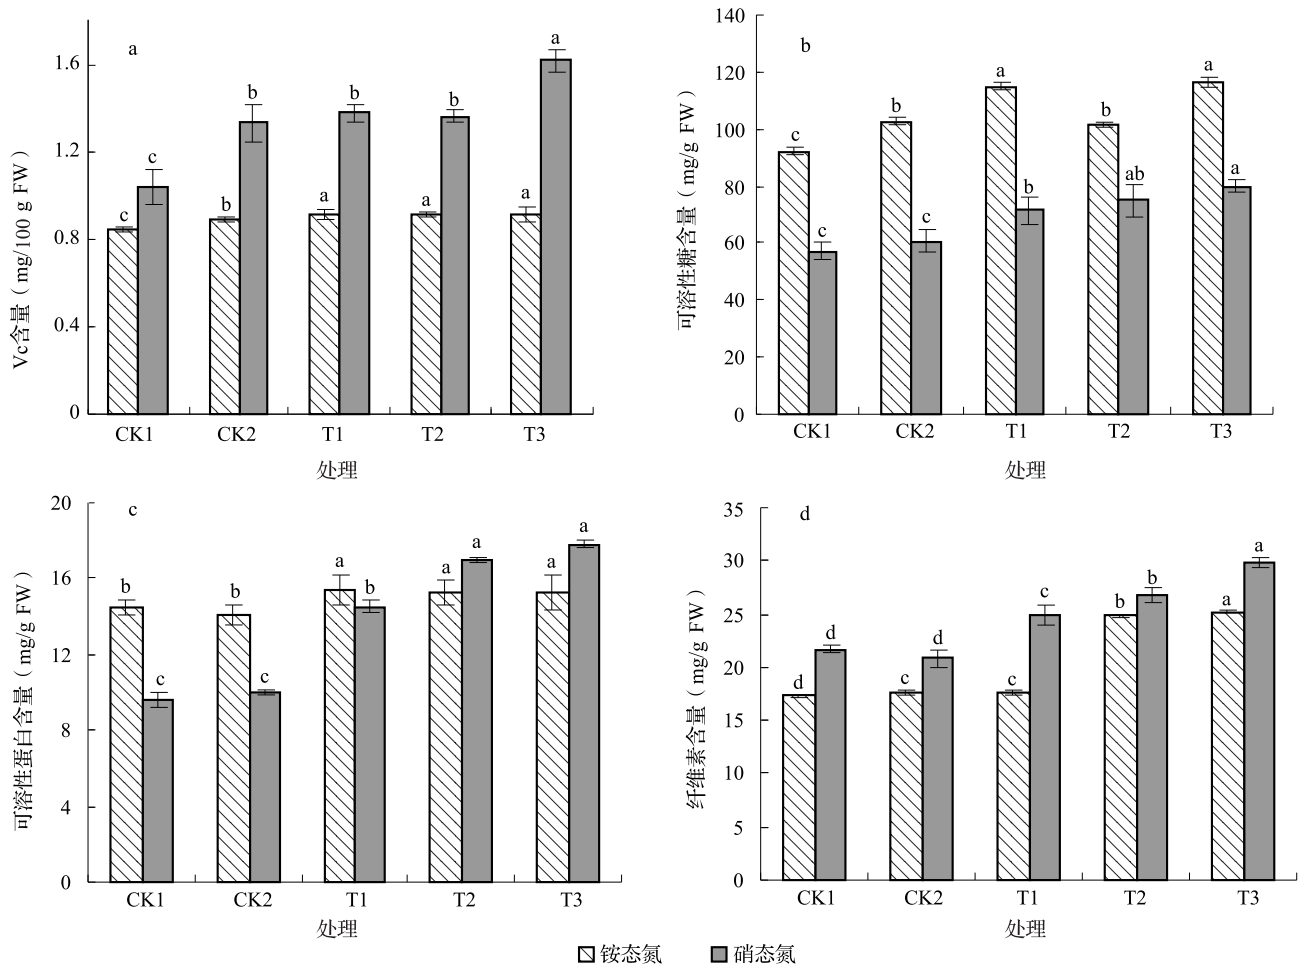 a
Vc含量（mg/100 g FW）
1.6
1.2
0.8
0.4
0
c c
b b
a b
a b
a a
CK1 CK2 T1 T2 T3
处理
b
可溶性糖含量（mg/g FW）
140
120
100
80
60
40
20
0
c c
b c
a b
b ab
a a
CK1 CK2 T1 T2 T3
处理
c
可溶性蛋白含量（mg/g FW）
20
16
12
8
4
0
b c
b c
a b
a a
a a
CK1 CK2 T1 T2 T3
处理
d
纤维素含量（mg/g FW）
35
30
25
20
15
10
5
0
d d
c d
c c
b b
a a
CK1 CK2 T1 T2 T3
处理
铵态氮 硝态氮